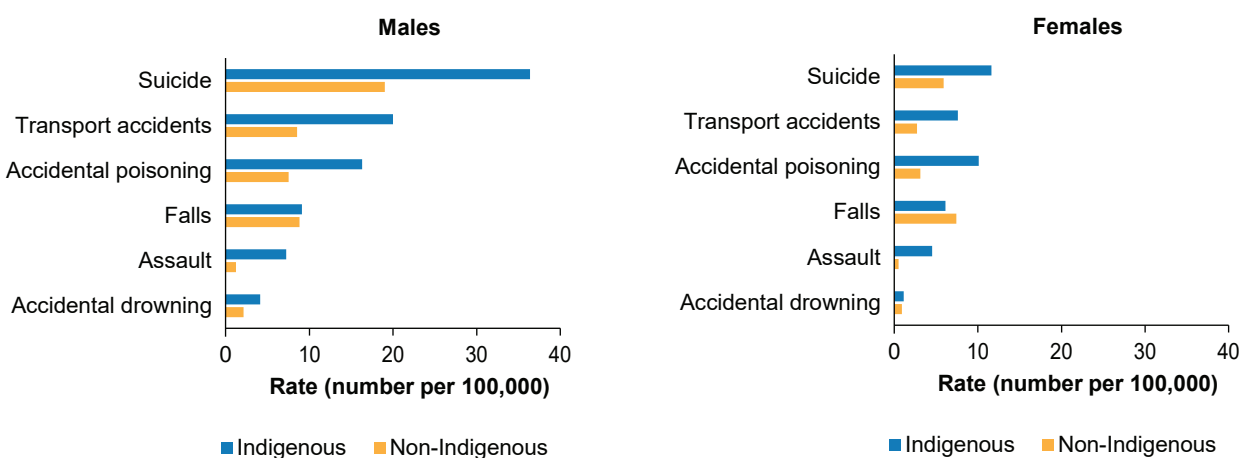 Males
Suicide
Transport accidents
Accidental poisoning
Falls
Assault
Accidental drowning
0 10 20 30 40
Rate (number per 100,000)
Indigenous Non-Indigenous
Females
Suicide
Transport accidents
Accidental poisoning
Falls
Assault
Accidental drowning
0 10 20 30 40
Rate (number per 100,000)
Indigenous Non-Indigenous